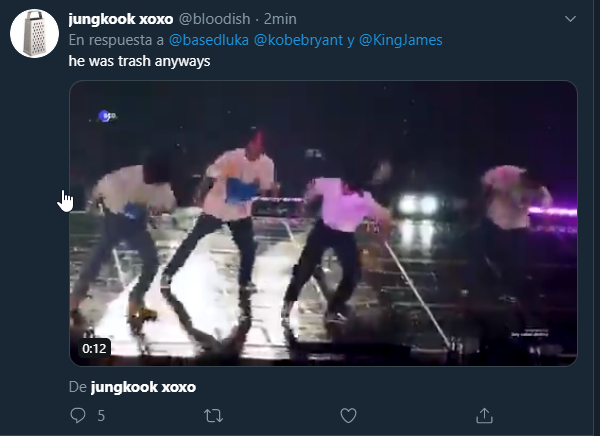 jungkook xoxo @bloodish · 2min
En respuesta a @basedluka @kobebryant y @KingJames
he was trash anyways
0:12
De jungkook xoxo
5